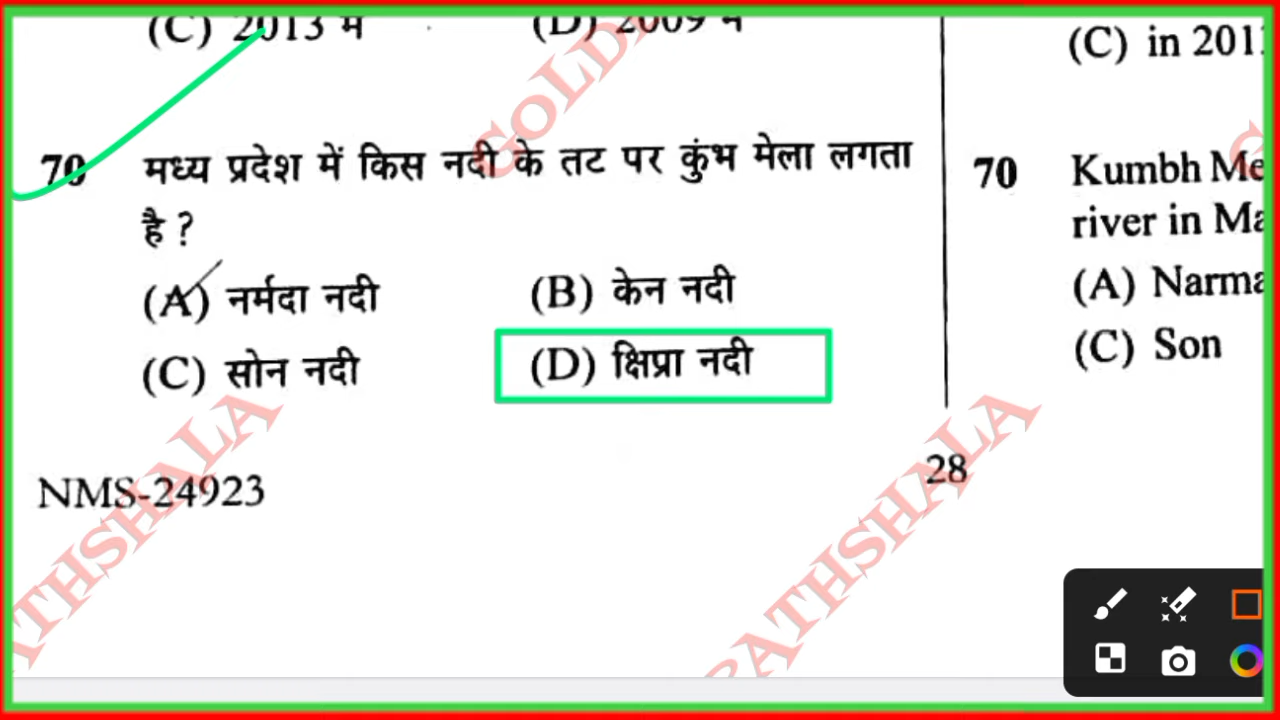 (C) 2013 में
(D) 2009 में
(C) in 201
70 मध्य प्रदेश में किस नदी के तट पर कुंभ मेला लगता
है ?
(A) नर्मदा नदी
(B) केन नदी
(C) सोन नदी
(D) क्षिप्रा नदी
70 Kumbh Me
river in Ma
(A) Narma
(C) Son
NMS-24923
28
GOLD
ATHSHALA
PATHSHALA